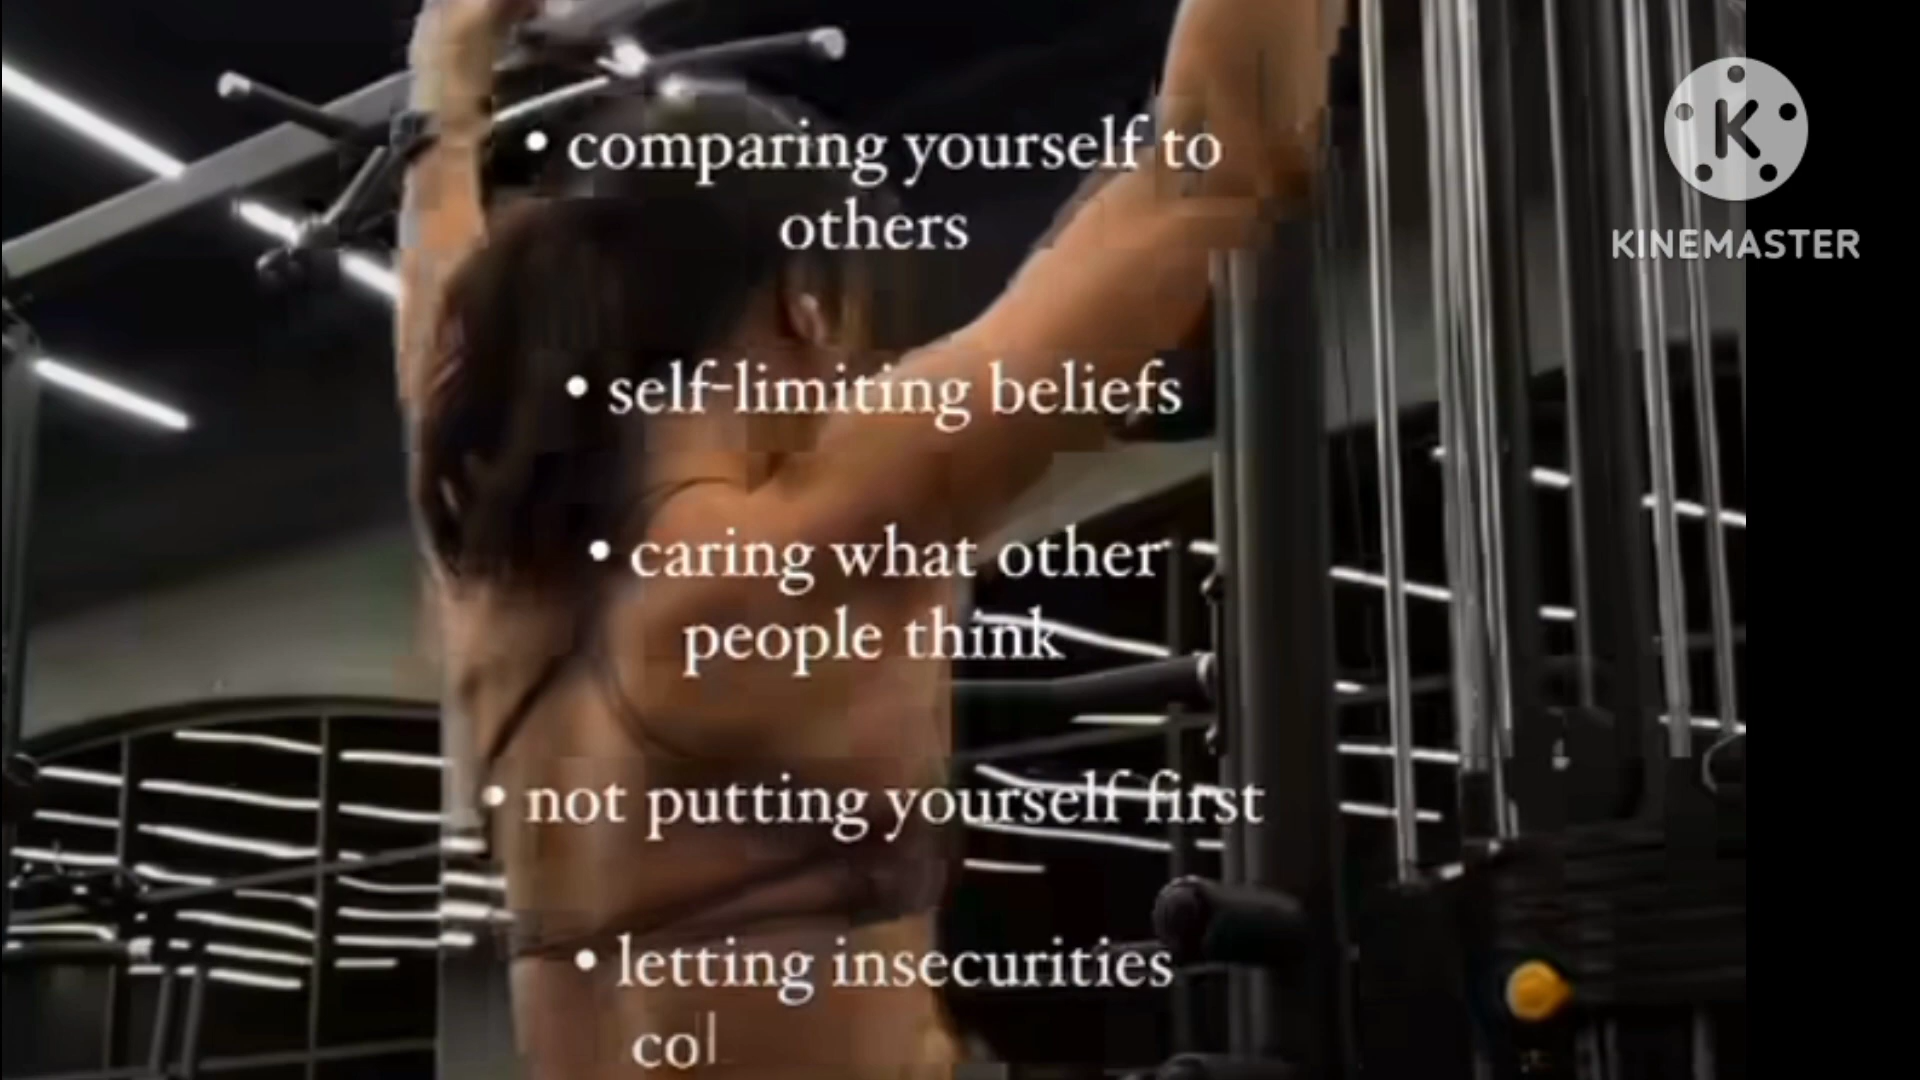 • comparing yourself to
others
• self-limiting beliefs
• caring what other
people think
• not putting yourself first
• letting insecurities
col
K
KINEMASTER